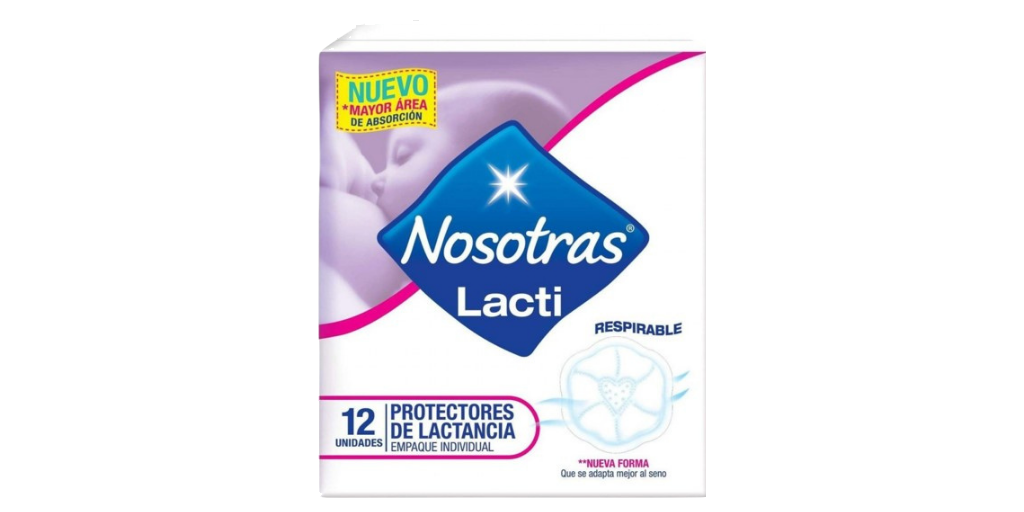 NUEVO
*MAYOR ÁREA
DE ABSORCIÓN
Nosotras®
Lacti
RESPIRABLE
12
UNIDADES
PROTECTORES
DE LACTANCIA
EMPAQUE INDIVIDUAL
**NUEVA FORMA
Que se adapta mejor al seno